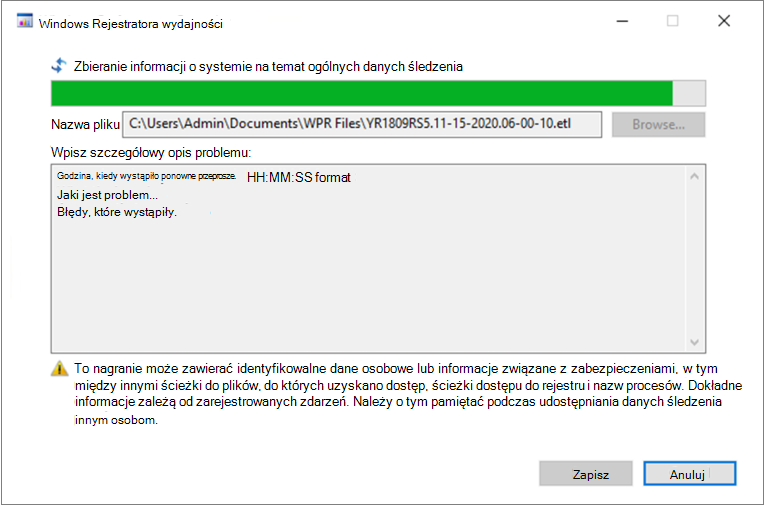 Windows Rejestratora wydajności
Zbieranie informacji o systemie na temat ogólnych danych śledzenia
Nazwa pliku C:\Users\Admin\Documents\WPR Files\YR1809RS5.11-15-2020.06-00-10.etl Browse...
Wpisz szczegółowy opis problemu:
Godzina, kiedy wystąpiło ponowne przeprosze. HH:MM:SS format
Jaki jest problem...
Błędy, które wystąpiły.
To nagranie może zawierać identyfikowalne dane osobowe lub informacje związane z zabezpieczeniami, w tym
między innymi ścieżki do plików, do których uzyskano dostęp, ścieżki dostępu do rejestru i nazw procesów. Dokładne
informacje zależą od zarejestrowanych zdarzeń. Należy o tym pamiętać podczas udostępniania danych śledzenia
innym osobom.
Zapisz Anuluj